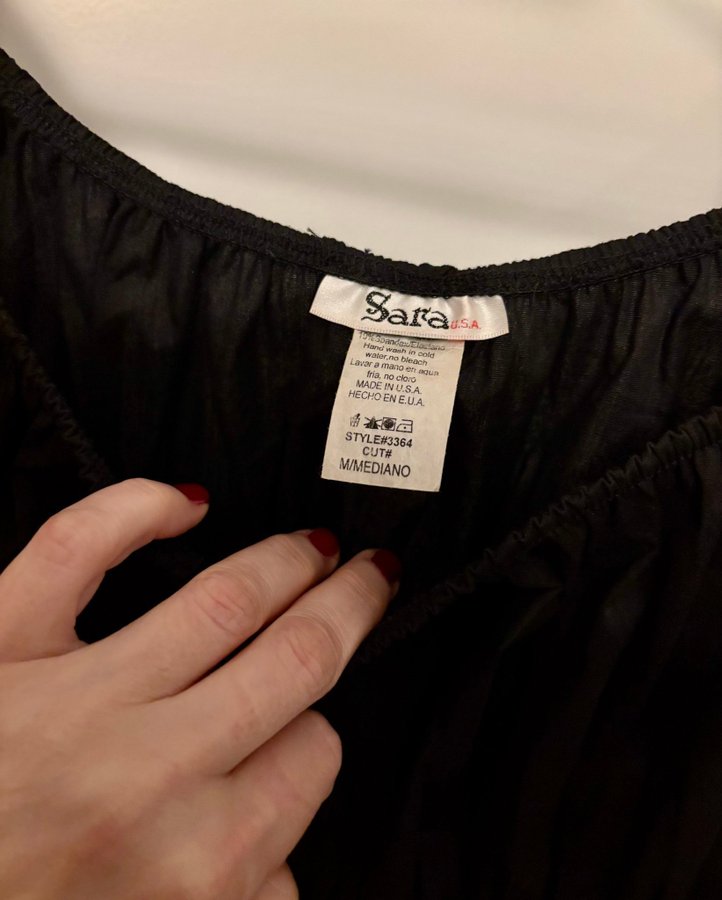 Sara U.S.A.
Hand wash in cold
water,no bleach
Lavar a mano en agua
fria, no cloro
MADE IN U.S.A.
HECHO EN E.U.A.
STYLE#3364
CUT#
M/MEDIANO